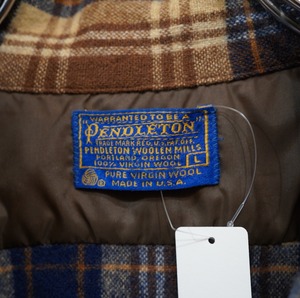 "WARRANTED TO BE A
"PENDLETON"
TRADE MARK REG. U.S. PAT. OFF.
PENDLETON WOOLEN MILLS
PORTLAND, OREGON
100% VIRGIN WOOL
L
PURE VIRGIN WOOL
MADE IN U.S.A.